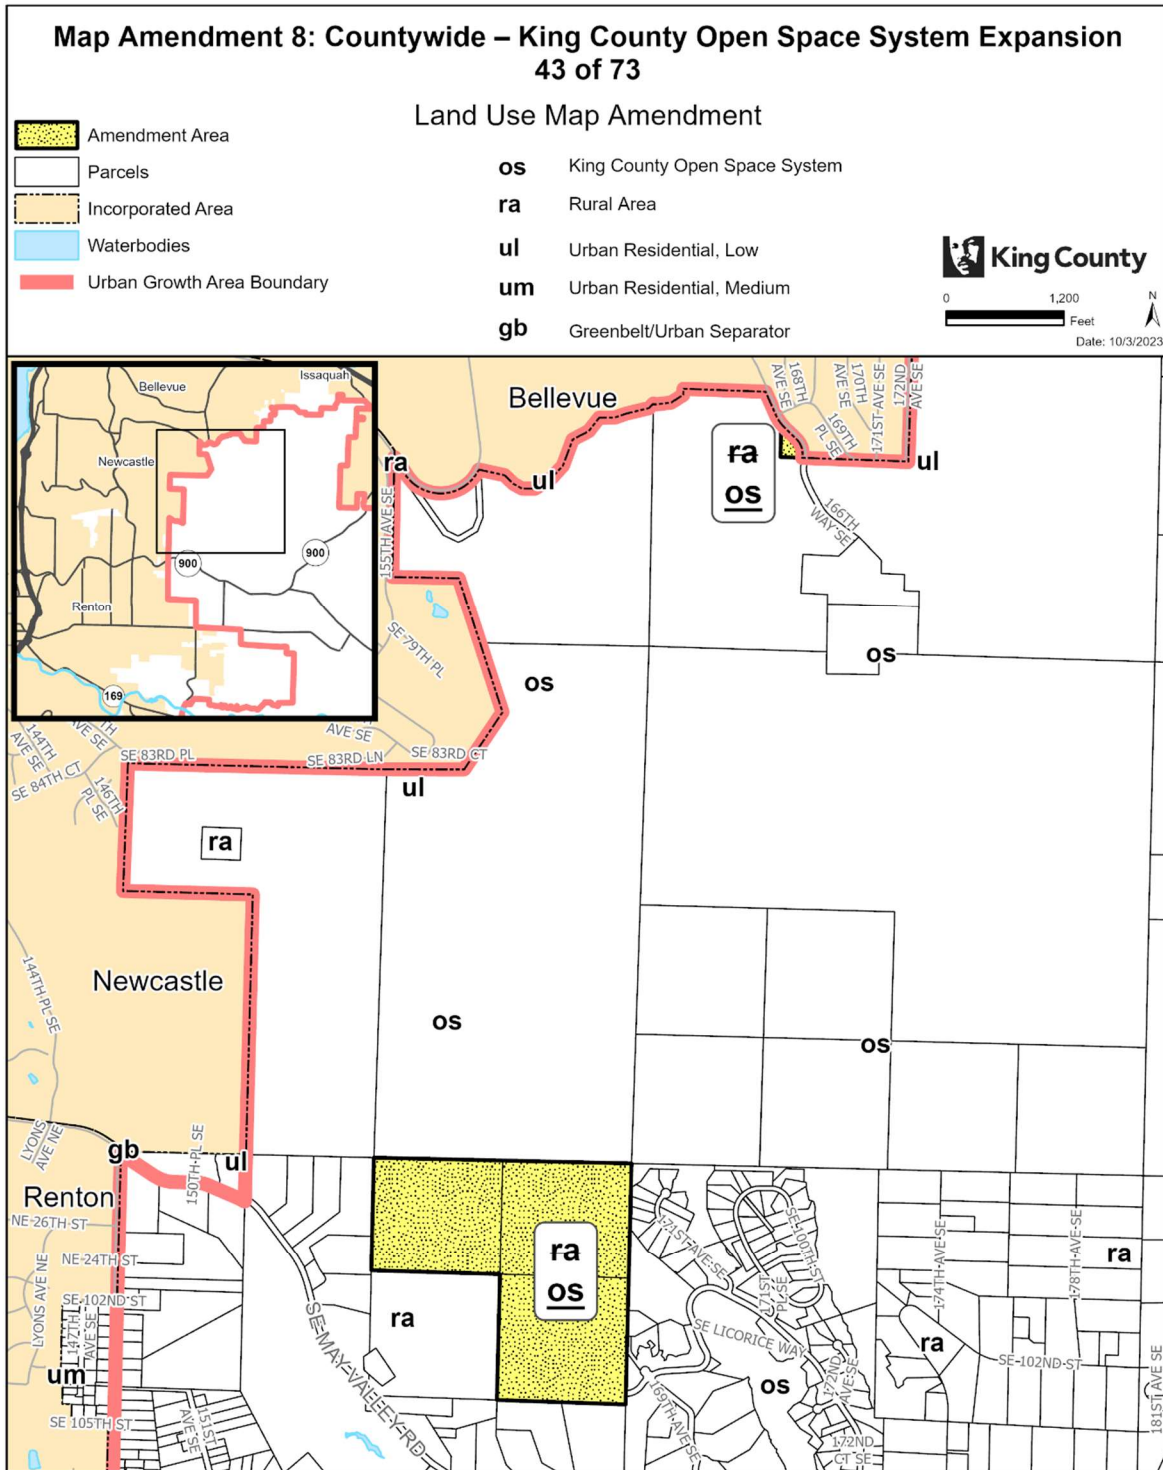 Map Amendment 8: Countywide – King County Open Space System Expansion
43 of 73
Land Use Map Amendment
Amendment Area
Parcels
Incorporated Area
Waterbodies
Urban Growth Area Boundary
os King County Open Space System
ra Rural Area
ul Urban Residential, Low
um Urban Residential, Medium
gb Greenbelt/Urban Separator
King County
0 1,200
Feet
N
Date: 10/3/2023
Bellevue
Issaquah
Newcastle
900
900
Renton
169
Bellevue
168TH
AVE SE
170TH
AVE SE
171ST AVE SE
172ND
AVE SE
169TH
PL SE
ra
os
ra
ul
ul
155TH AVE SE
166TH
WAY SE
SE 79TH PL
os
os
AVE SE
144TH
AVE SE
AVE SE
SE 83RD PL
SE 83RD LN
SE 83RD CT
SE 84TH CT
146TH
PL SE
ul
ra
Newcastle
144TH PL SE
os
os
LYONS
AVE NE
gb
150TH PL SE
ul
Renton
NE 26TH ST
NE 24TH ST
LYONS AVE NE
SE 102ND ST
147TH
AVE SE
um
SE 105TH ST
151ST
AVE SE
SE MAY VALLEY RD
ra
ra
os
171ST AVE SE
SE 100TH ST
171ST
PL SE
SE LICORICE WAY
172ND
AVE SE
169TH AVE SE
os
172ND
CT SE
174TH AVE SE
178TH AVE SE
ra
ra
SE 102ND ST
181ST AVE SE